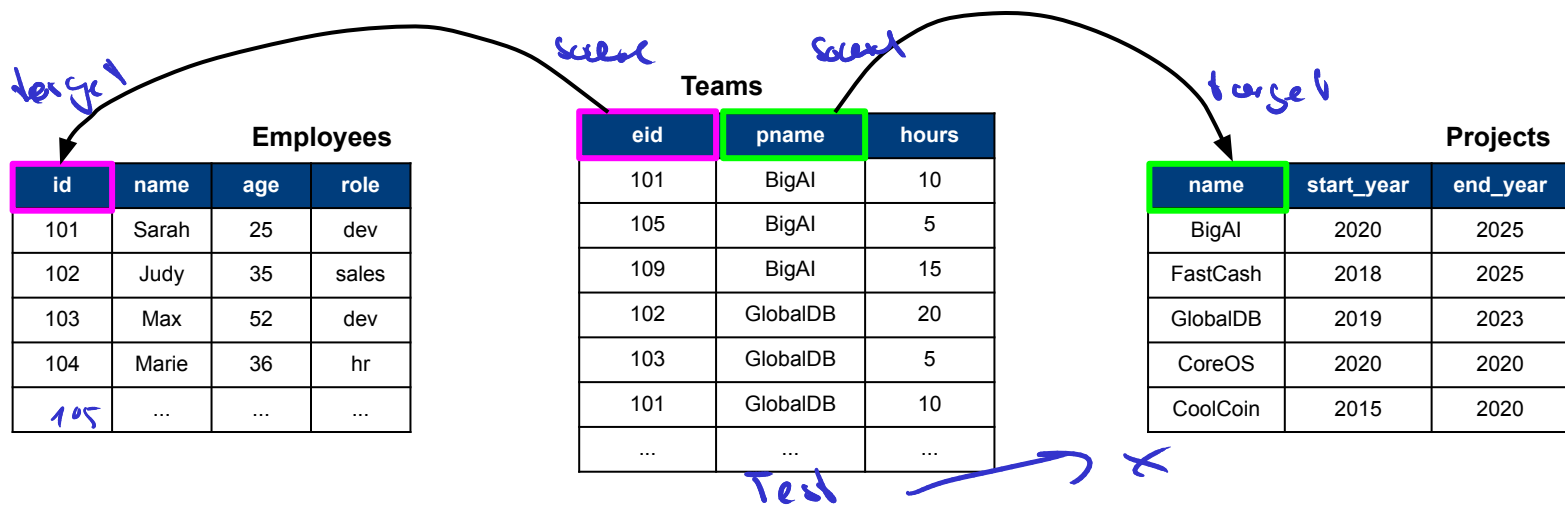 target
source
source
target
Teams
Employees
Projects
eid pname hours
id name age role
name start_year end_year
101 BigAI 10
105 BigAI 5
109 BigAI 15
102 GlobalDB 20
103 GlobalDB 5
101 GlobalDB 10
... ... ...
101 Sarah 25 dev
102 Judy 35 sales
103 Max 52 dev
104 Marie 36 hr
105 ... ... ...
BigAI 2020 2025
FastCash 2018 2025
GlobalDB 2019 2023
CoreOS 2020 2020
CoolCoin 2015 2020
Test